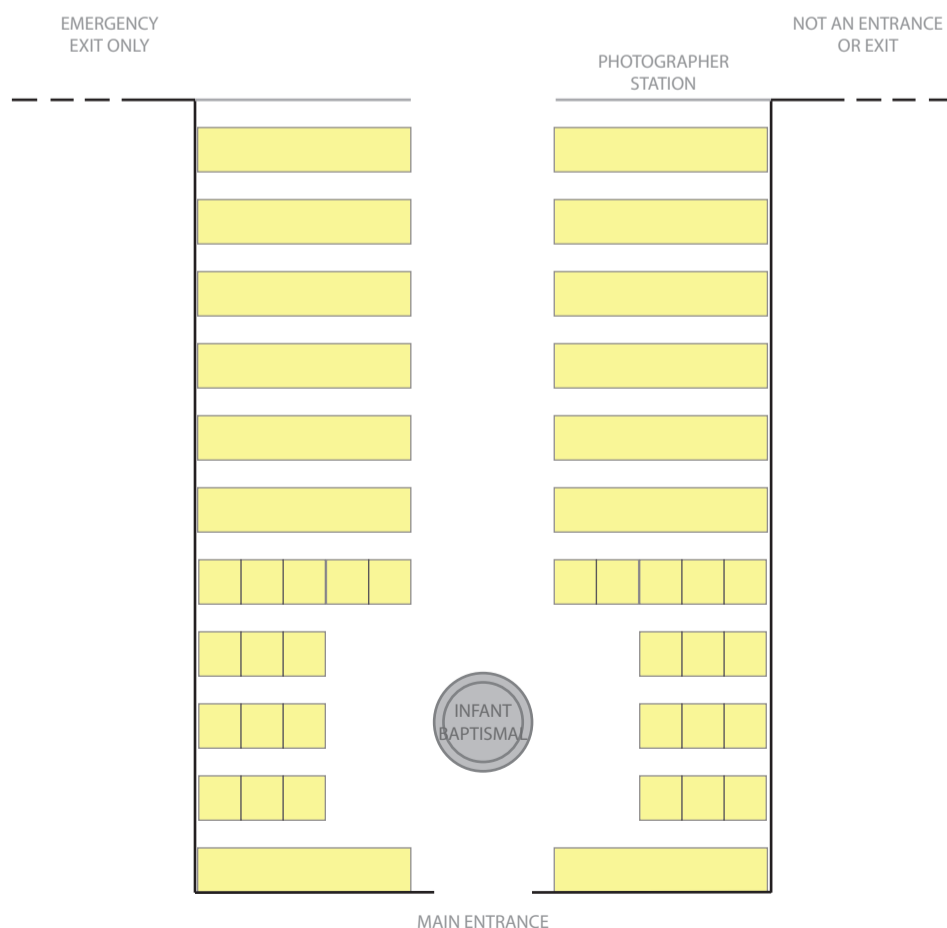 EMERGENCY
EXIT ONLY
NOT AN ENTRANCE
OR EXIT
PHOTOGRAPHER
STATION
INFANT
BAPTISMAL
MAIN ENTRANCE